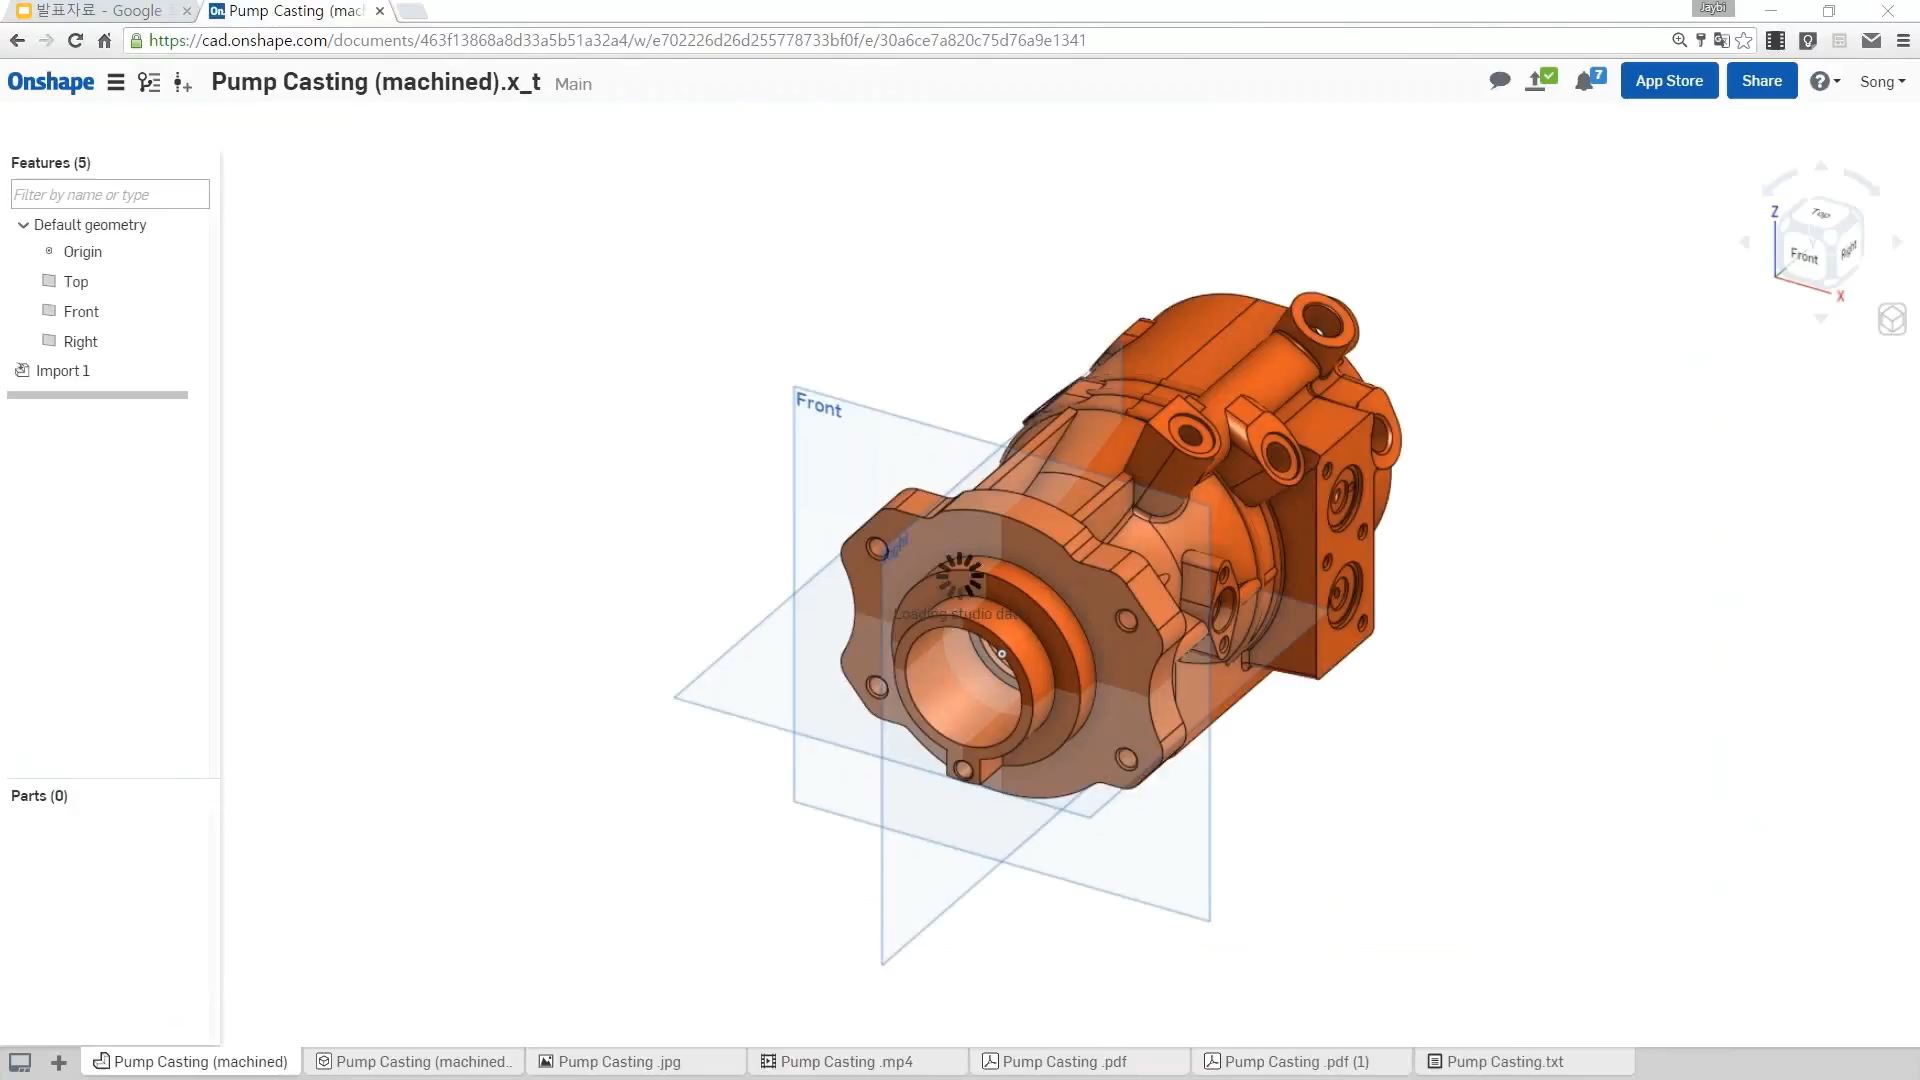 발표자료 - Google
Pump Casting (mac
Jaybi
https://cad.onshape.com/documents/463f13868a8d33a5b51a32a4/w/e702226d26d255778733bf0f/e/30a6ce7a820c75d76a9e1341
Onshape
Pump Casting (machined).x_t Main
7
App Store
Share
Song
Features (5)
Filter by name or type
Default geometry
Origin
Top
Front
Right
Import 1
Parts (0)
Z
Top
Front
Right
Y
X
Front
Right
Loading studio dat
Pump Casting (machined)
Pump Casting (machined..
Pump Casting .jpg
Pump Casting .mp4
Pump Casting .pdf
Pump Casting .pdf (1)
Pump Casting.txt